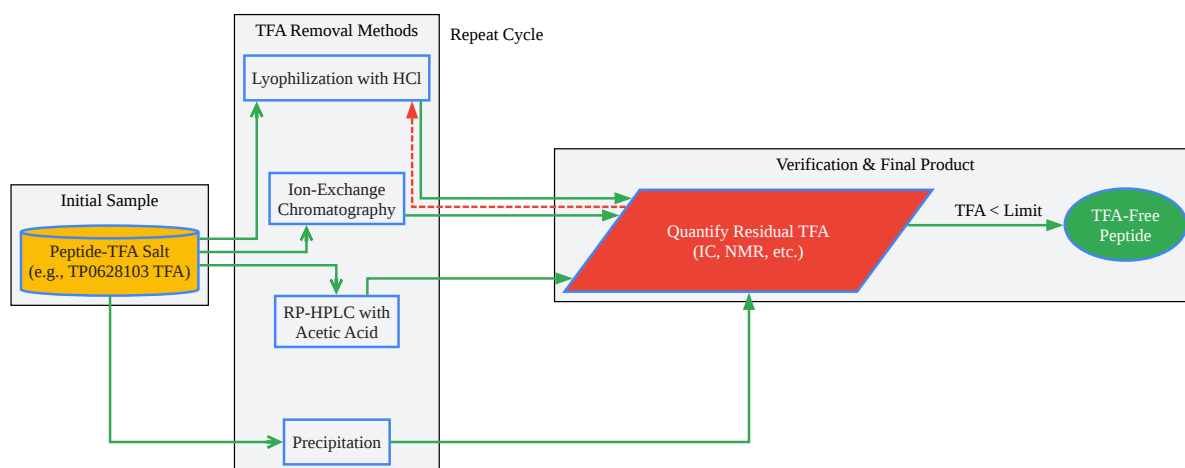 TFA Removal Methods
Repeat Cycle
Lyophilization with HCl
Verification & Final Product
Ion-Exchange
Chromatography
Initial Sample
Peptide-TFA Salt
(e.g., TP0628103 TFA)
Quantify Residual TFA
(IC, NMR, etc.)
TFA < Limit
TFA-Free
Peptide
RP-HPLC with
Acetic Acid
Precipitation